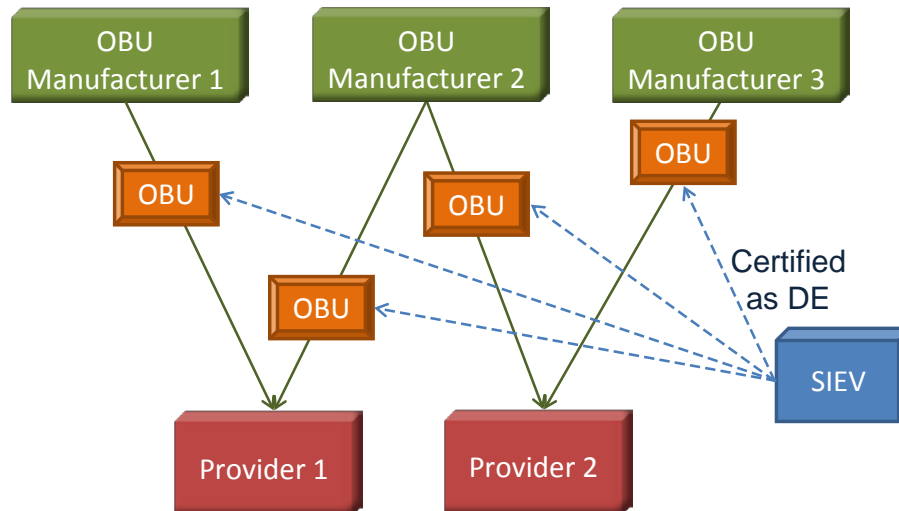 OBU
Manufacturer 1
OBU
Manufacturer 2
OBU
Manufacturer 3
OBU
OBU
OBU
OBU
Certified
as DE
SIEV
Provider 1
Provider 2